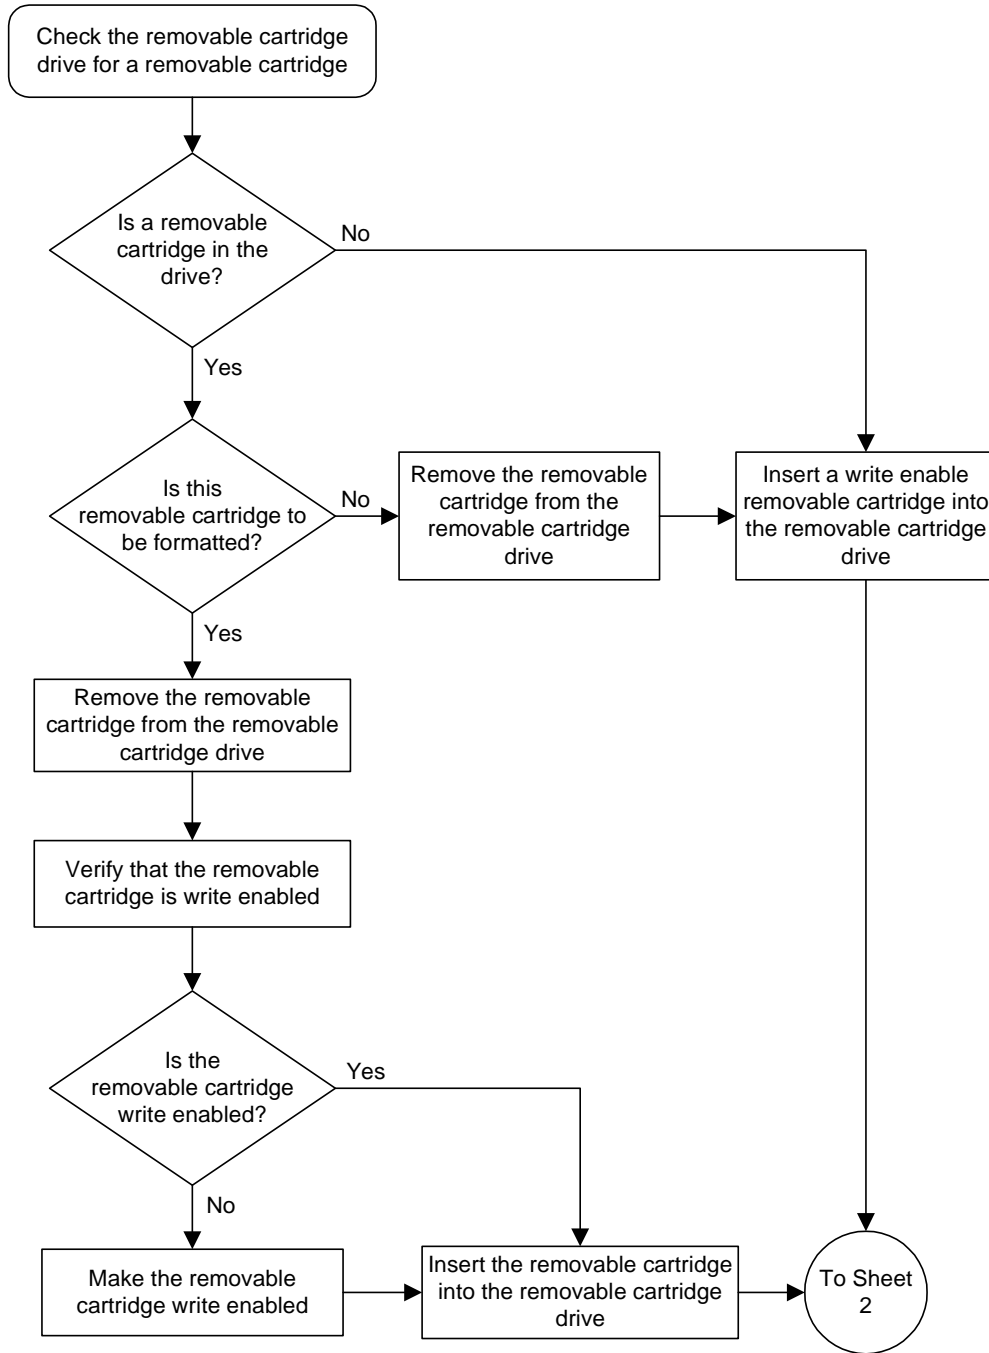 Check the removable cartridge
drive for a removable cartridge
Is a removable
cartridge in the
drive?
No
Yes
Is this
removable cartridge to
be formatted?
No
Remove the removable
cartridge from the
removable cartridge
drive
Insert a write enable
removable cartridge into
the removable cartridge
drive
Yes
Remove the removable
cartridge from the removable
cartridge drive
Verify that the removable
cartridge is write enabled
Is the
removable cartridge
write enabled?
Yes
No
Make the removable
cartridge write enabled
Insert the removable cartridge
into the removable cartridge
drive
To Sheet
2